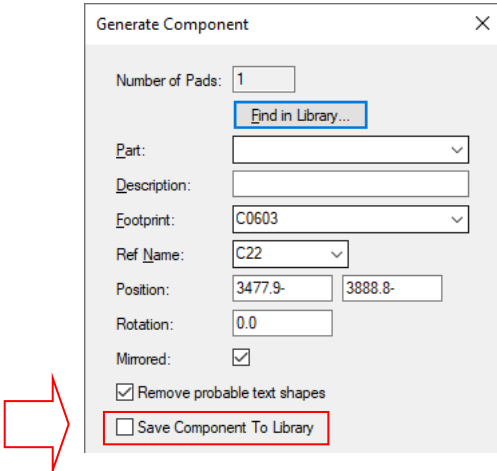 Generate Component
Number of Pads: 1
Find in Library...
Part:
Description:
Footprint: C0603
Ref Name: C22
Position: 3477.9- 3888.8-
Rotation: 0.0
Mirrored:
Remove probable text shapes
Save Component To Library